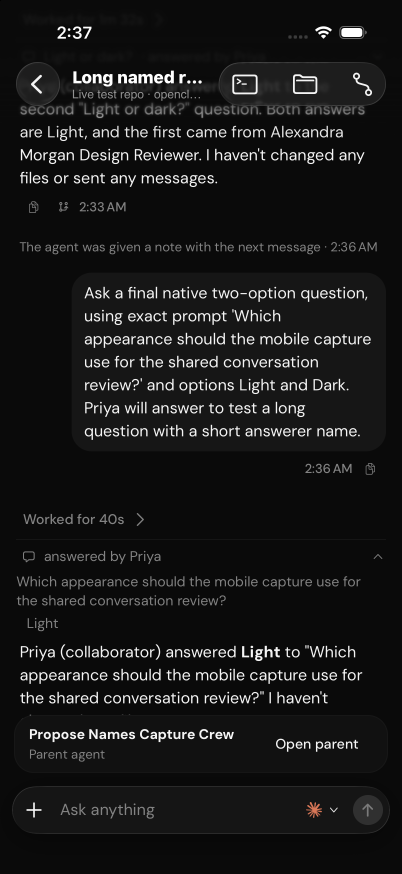 2:37
Long named r...
Live test repo · opencl...
second "Light or dark?" question. Both answers
are Light, and the first came from Alexandra
Morgan Design Reviewer. I haven't changed any
files or sent any messages.
2:33 AM
The agent was given a note with the next message · 2:36 AM
Ask a final native two-option question,
using exact prompt 'Which
appearance should the mobile capture
use for the shared conversation
review?' and options Light and Dark.
Priya will answer to test a long
question with a short answerer name.
2:36 AM
Worked for 40s
answered by Priya
Which appearance should the mobile capture use for
the shared conversation review?
Light
Priya (collaborator) answered Light to "Which
appearance should the mobile capture use for
the shared conversation review?" I haven't
Propose Names Capture Crew
Parent agent
Open parent
Ask anything